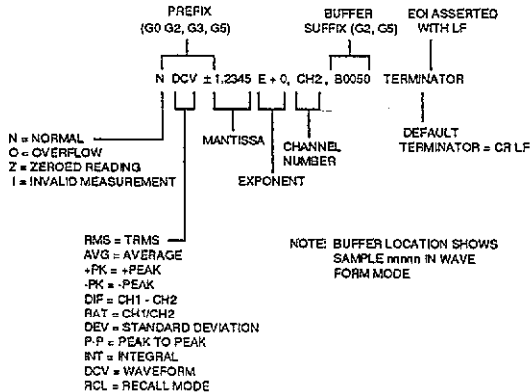 PREFIX
(G0 G2, G3, G5)
BUFFER
SUFFIX (G2, G5)
EOI ASSERTED
WITH LF
N DCV ±1.2345 E + 0, CH2, B0050 TERMINATOR
N = NORMAL
O = OVERFLOW
Z = ZEROED READING
I = INVALID MEASUREMENT
MANTISSA
EXPONENT
CHANNEL
NUMBER
DEFAULT
TERMINATOR = CR LF
RMS = TRMS
AVG = AVERAGE
+PK = +PEAK
-PK = -PEAK
DIF = CH1 - CH2
RAT = CH1/CH2
DEV = STANDARD DEVIATION
P-P = PEAK TO PEAK
INT = INTEGRAL
DCV = WAVEFORM
RCL = RECALL MODE
NOTE: BUFFER LOCATION SHOWS
SAMPLE nnnn IN WAVE
FORM MODE